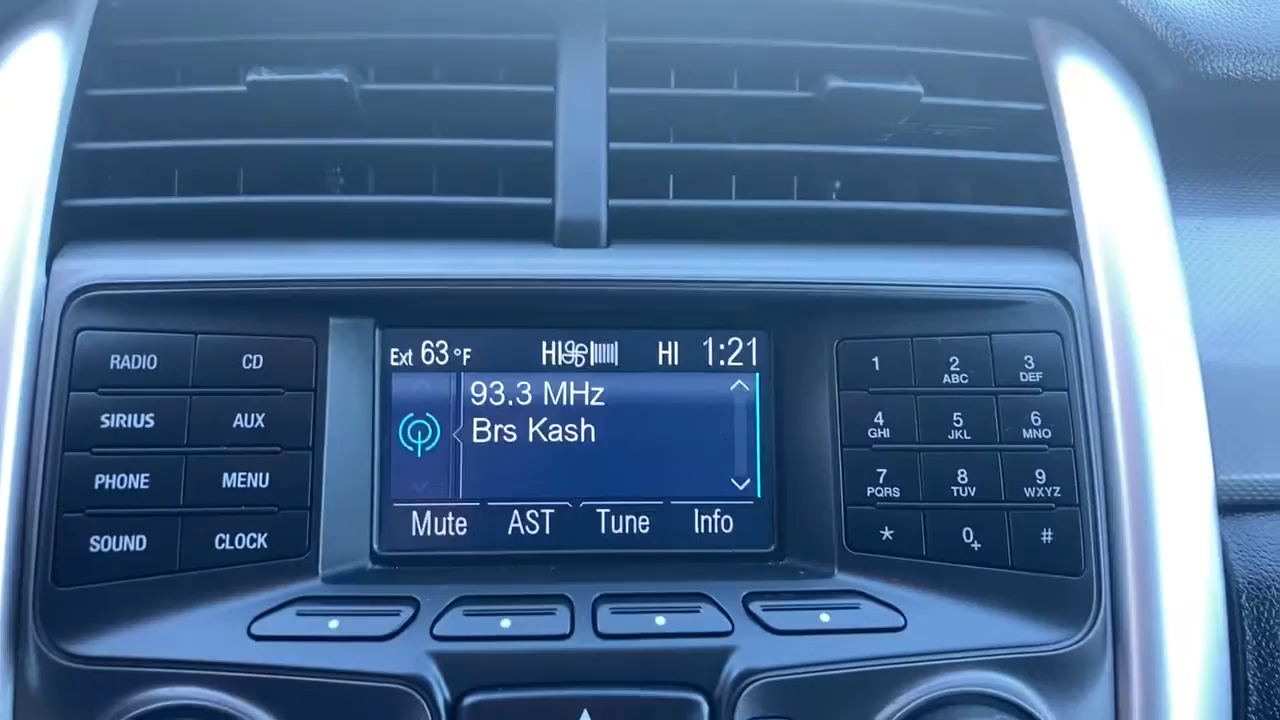 Ext 63 °F HI HI 1:21
93.3 MHz
Brs Kash
Mute AST Tune Info
RADIO CD
SIRIUS AUX
PHONE MENU
SOUND CLOCK
1 2 ABC 3 DEF
4 GHI 5 JKL 6 MNO
7 PQRS 8 TUV 9 WXYZ
* 0+ #